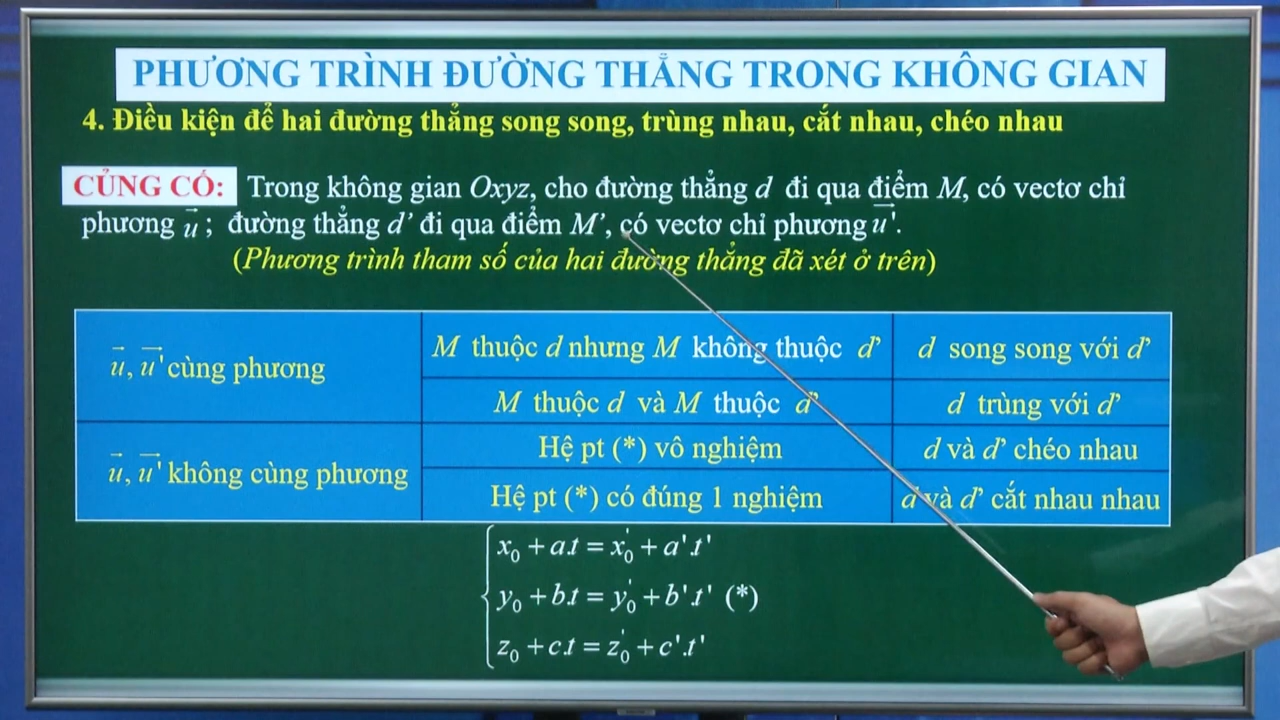 PHƯƠNG TRÌNH ĐƯỜNG THẲNG TRONG KHÔNG GIAN
4. Điều kiện để hai đường thẳng song song, trùng nhau, cắt nhau, chéo nhau
CỦNG CỐ: Trong không gian Oxyz, cho đường thẳng d đi qua điểm M, có vectơ chỉ
phương u⃗ ; đường thẳng d’ đi qua điểm M’, có vectơ chỉ phương u⃗'.
(Phương trình tham số của hai đường thẳng đã xét ở trên)
u⃗, u⃗' cùng phương
M thuộc d nhưng M không thuộc d’
d song song với d’
M thuộc d và M thuộc d’
d trùng với d’
u⃗, u⃗' không cùng phương
Hệ pt (*) vô nghiệm
d và d’ chéo nhau
Hệ pt (*) có đúng 1 nghiệm
d và d’ cắt nhau nhau
x₀ + a.t = x₀' + a'.t'
y₀ + b.t = y₀' + b'.t' (*)
z₀ + c.t = z₀' + c'.t'